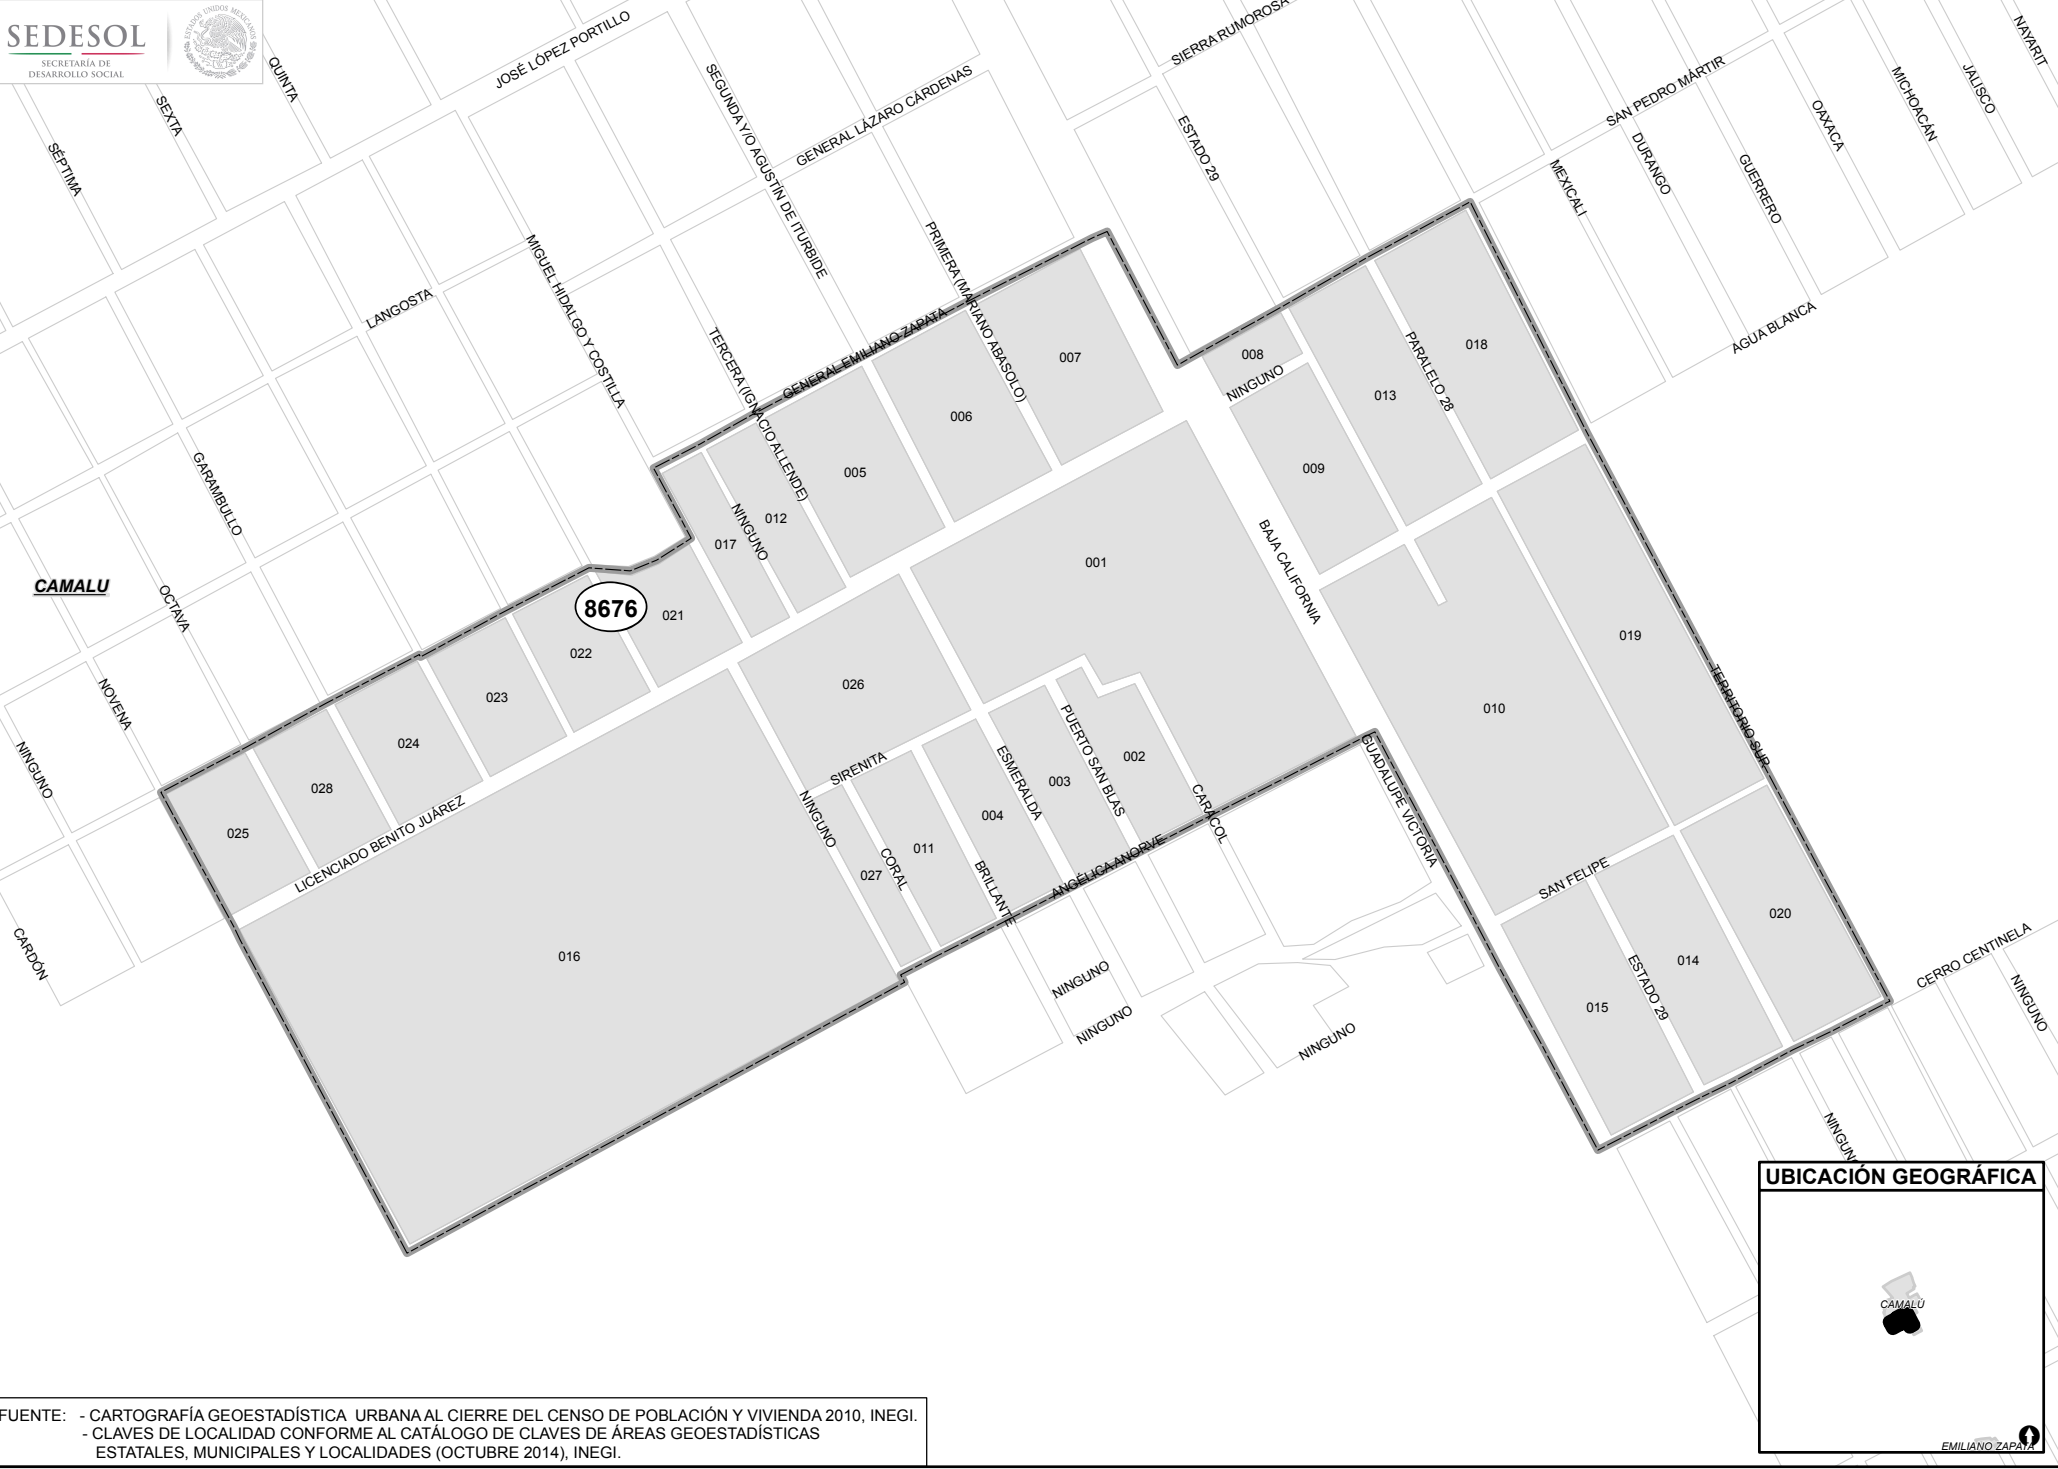 SEDESOL
SECRETARÍA DE
DESARROLLO SOCIAL
ESTADOS UNIDOS MEXICANOS
QUINTA
SEXTA
SÉPTIMA
JOSÉ LÓPEZ PORTILLO
SEGUNDA Y/O AGUSTÍN DE ITURBIDE
GENERAL LÁZARO CÁRDENAS
SIERRA RUMOROSA
ESTADO 29
SAN PEDRO MÁRTIR
NAYARIT
JALISCO
MICHOACÁN
OAXACA
GUERRERO
DURANGO
MEXICALI
AGUA BLANCA
MIGUEL HIDALGO Y COSTILLA
LANGOSTA
PRIMERA (MARIANO ABASOLO)
TERCERA (IGNACIO ALLENDE)
GENERAL EMILIANO ZAPATA
GARAMBULLO
CAMALU
OCTAVA
NOVENA
NINGUNO
CARDÓN
8676
007
006
005
012
NINGUNO
017
021
022
023
024
028
025
008
NINGUNO
009
013
PARALELO 28
018
001
BAJA CALIFORNIA
019
010
TERRITORIO SUR
026
SIRENITA
NINGUNO
027
CORAL
011
004
BRILLANTE
ESMERALDA
003
PUERTO SAN BLAS
002
CARACOL
ANGÉLICA ANORVE
GUADALUPE VICTORIA
LICENCIADO BENITO JUÁREZ
016
SAN FELIPE
015
ESTADO 29
014
020
CERRO CENTINELA
NINGUNO
NINGUNO
NINGUNO
NINGUNO
NINGUNO
UBICACIÓN GEOGRÁFICA
CAMALÚ
EMILIANO ZAPATA
FUENTE: - CARTOGRAFÍA GEOESTADÍSTICA URBANA AL CIERRE DEL CENSO DE POBLACIÓN Y VIVIENDA 2010, INEGI.
- CLAVES DE LOCALIDAD CONFORME AL CATÁLOGO DE CLAVES DE ÁREAS GEOESTADÍSTICAS
ESTATALES, MUNICIPALES Y LOCALIDADES (OCTUBRE 2014), INEGI.